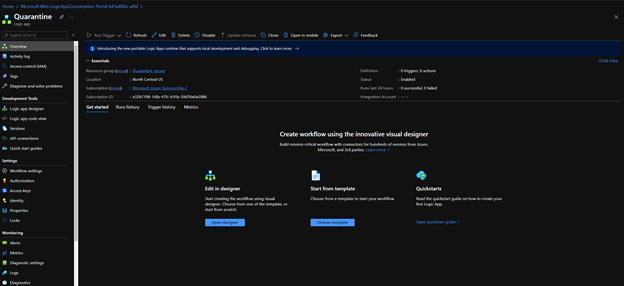 Home > Microsoft.Web-LogicAppConsumption-Portal-
Quarantine
Logic app
Search (Ctrl+/)
Run Trigger Refresh Edit Delete Disable Update Schema Clone Open in mobile Export Feedback
Introducing the new portable Logic Apps runtime that supports local development and debugging. Click to learn more. →
Overview
Activity log
Access control (IAM)
Tags
Diagnose and solve problems
Development Tools
Logic app designer
Logic app code view
Versions
API connections
Quick start guides
Settings
Workflow settings
Authorization
Access keys
Identity
Properties
Locks
Monitoring
Alerts
Metrics
Diagnostic settings
Logs
Diagnostics
Essentials
JSON View
Resource group (move) : Quarantine_group
Location : North Central US
Subscription (move) : Microsoft Azure Sponsorship 2
Subscription ID :
Definition : 0 triggers, 0 actions
Status : Enabled
Runs last 24 hours : 0 successful, 0 failed
Integration Account : ---
Get started Runs history Trigger history Metrics
Create workflow using the innovative visual designer
Build mission critical workflow with connectors for hundreds of services from Azure,
Microsoft, and 3rd parties. Learn more
Edit in designer
Start creating the workflow using visual
designer. Choose from one of the template, or
start from scratch.
Open designer
Start from template
Choose from a template to start your workflow.
Choose template
Quickstarts
Read the quickstart guide on how to create your
first Logic App.
Open quickstart guide